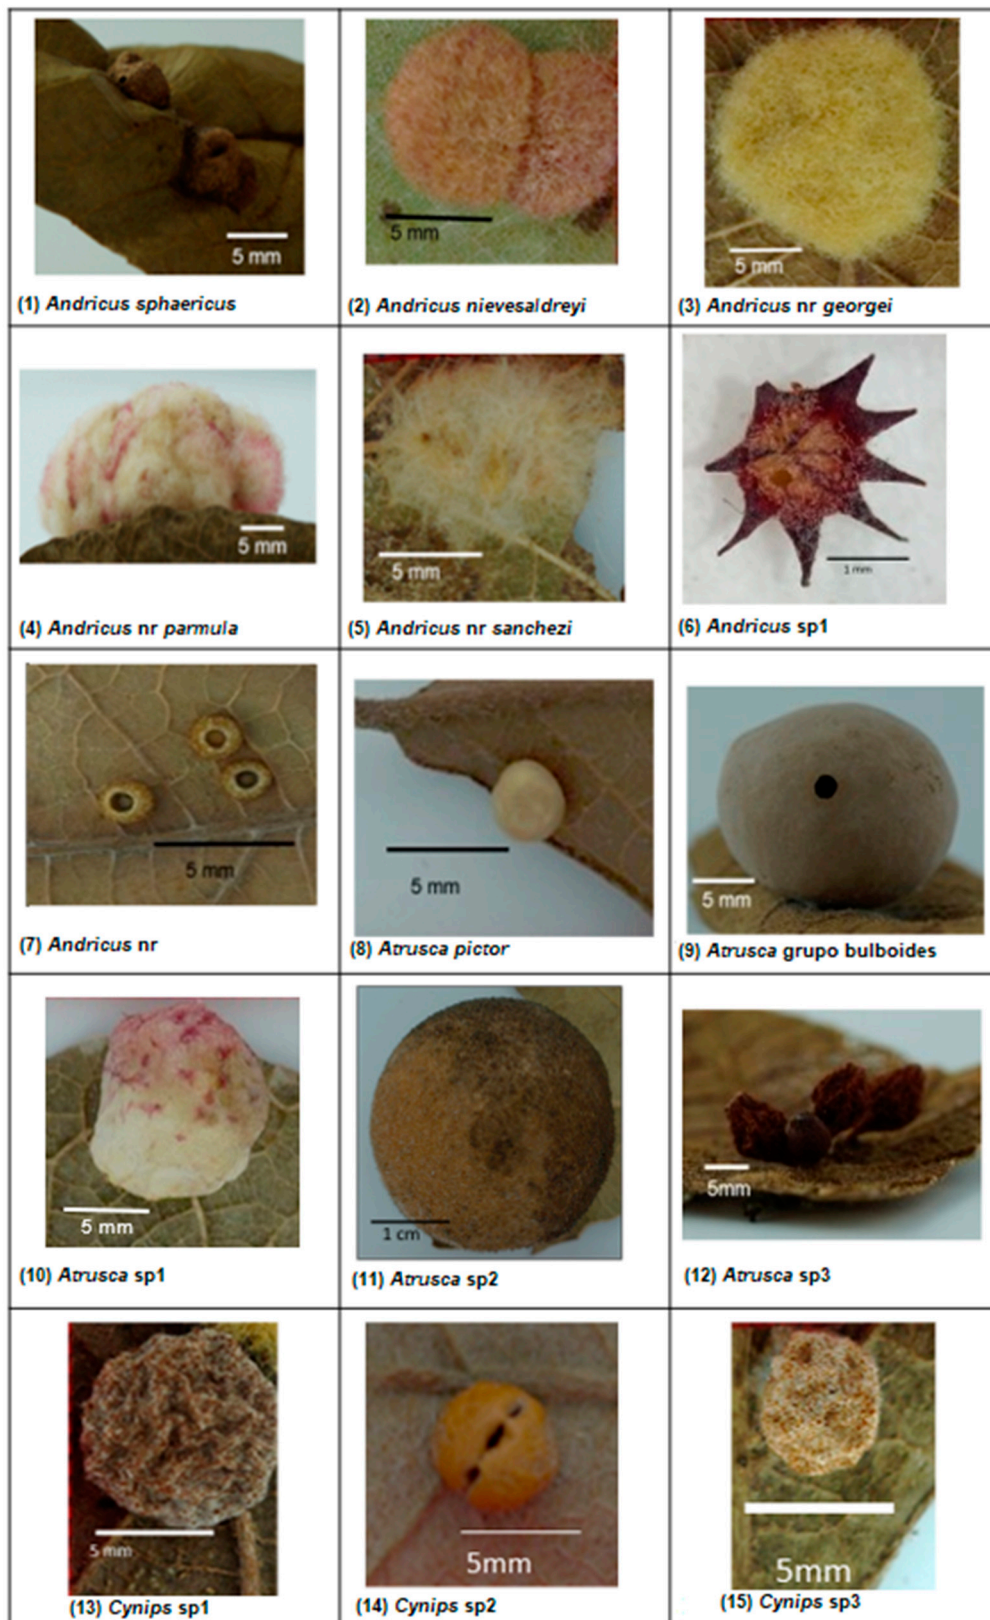 5 mm
5 mm
5 mm
(1) Andricus sphaericus
(2) Andricus nievesaldreyi
(3) Andricus nr georgei
5 mm
5 mm
1 mm
(4) Andricus nr parmula
(5) Andricus nr sanchezi
(6) Andricus sp1
5 mm
5 mm
5 mm
(7) Andricus nr
(8) Atrusca pictor
(9) Atrusca grupo bulboides
5 mm
1 cm
5mm
(10) Atrusca sp1
(11) Atrusca sp2
(12) Atrusca sp3
5 mm
5mm
5mm
(13) Cynips sp1
(14) Cynips sp2
(15) Cynips sp3